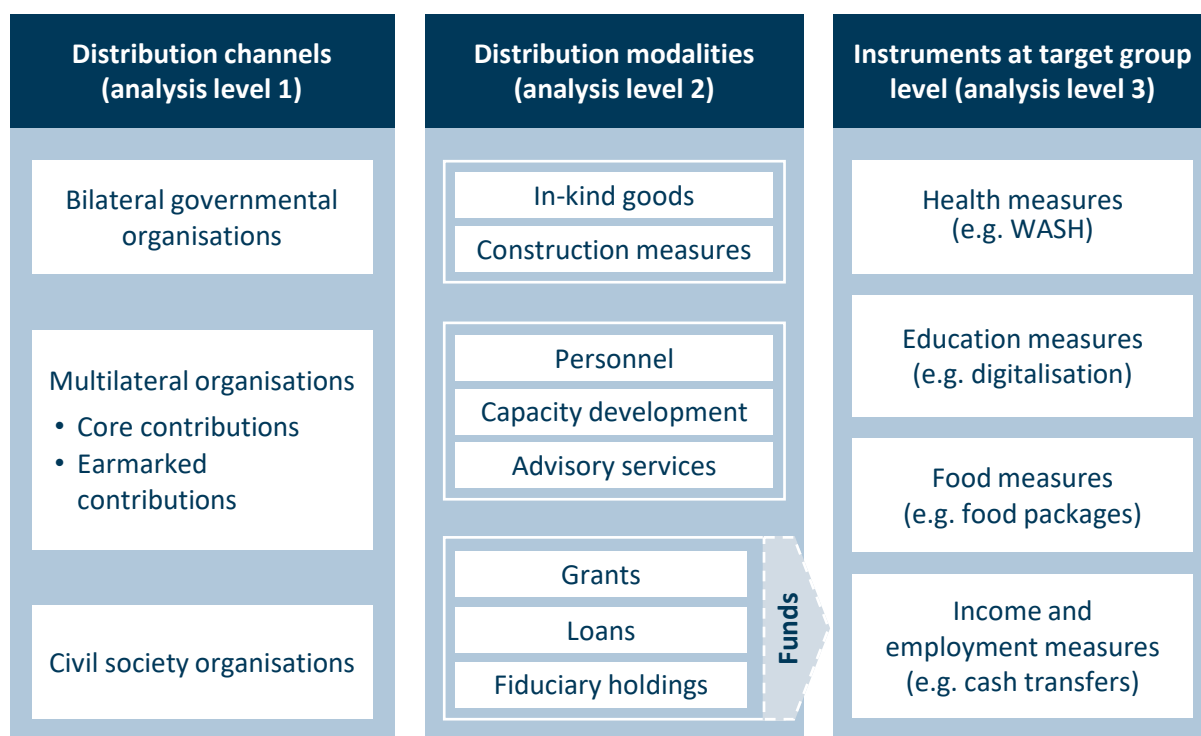 Distribution channels
(analysis level 1)
Bilateral governmental
organisations
Multilateral organisations
• Core contributions
• Earmarked
contributions
Civil society organisations
Distribution modalities
(analysis level 2)
In-kind goods
Construction measures
Personnel
Capacity development
Advisory services
Grants
Loans
Fiduciary holdings
Funds
Instruments at target group
level (analysis level 3)
Health measures
(e.g. WASH)
Education measures
(e.g. digitalisation)
Food measures
(e.g. food packages)
Income and
employment measures
(e.g. cash transfers)